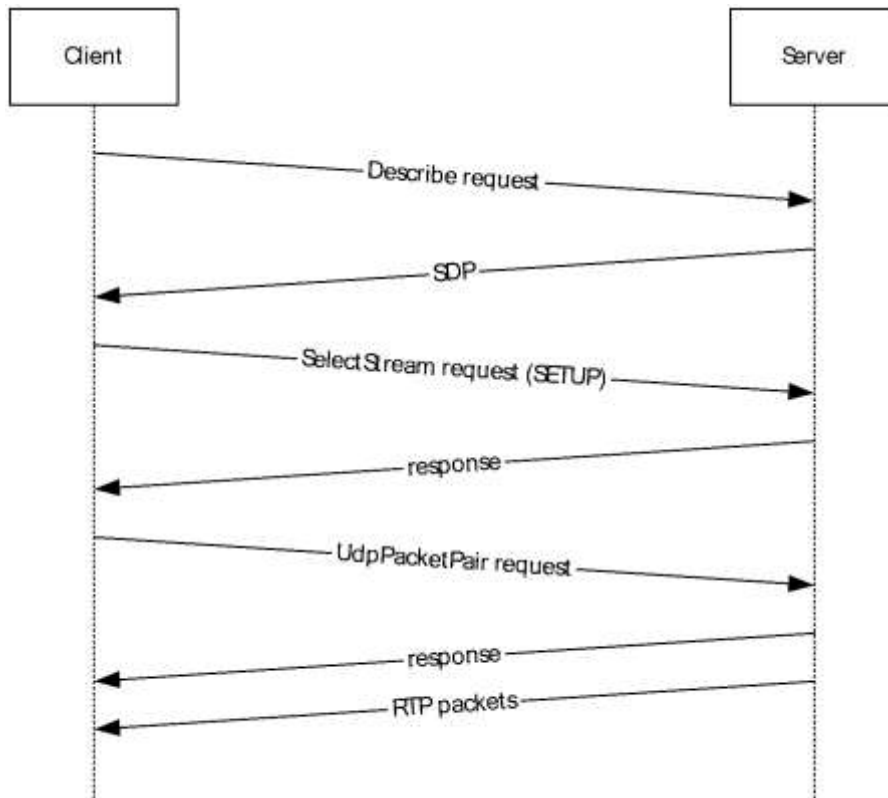 Client
Server
Describe request
SDP
SelectStream request (SETUP)
response
UdpPacketPair request
response
RTP packets